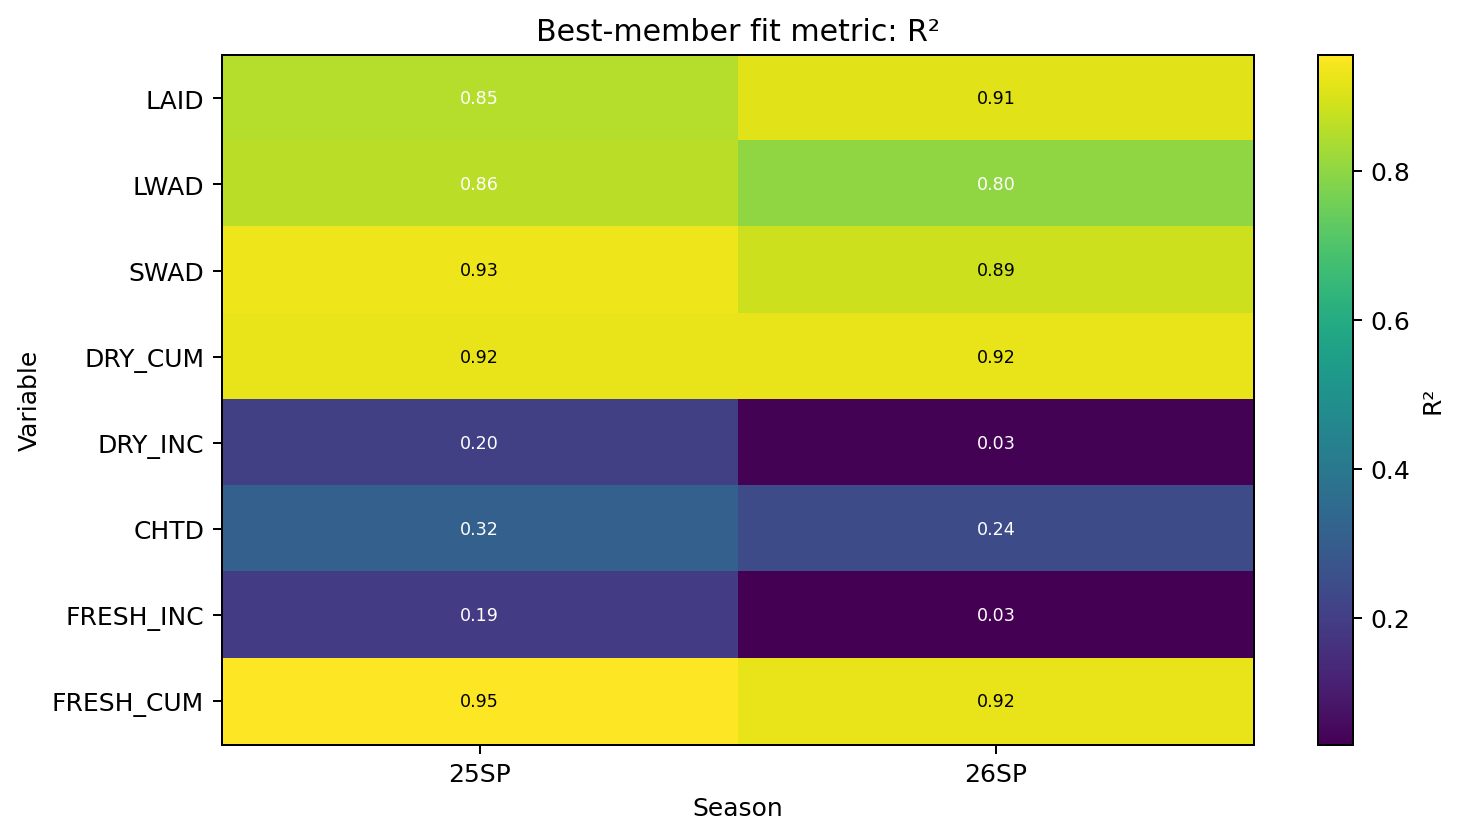 Best-member fit metric: R²
LAID 0.85 0.91
LWAD 0.86 0.80
SWAD 0.93 0.89
DRY_CUM 0.92 0.92
DRY_INC 0.20 0.03
CHTD 0.32 0.24
FRESH_INC 0.19 0.03
FRESH_CUM 0.95 0.92
25SP 26SP
Season
Variable
0.8
0.6
0.4
0.2
R²